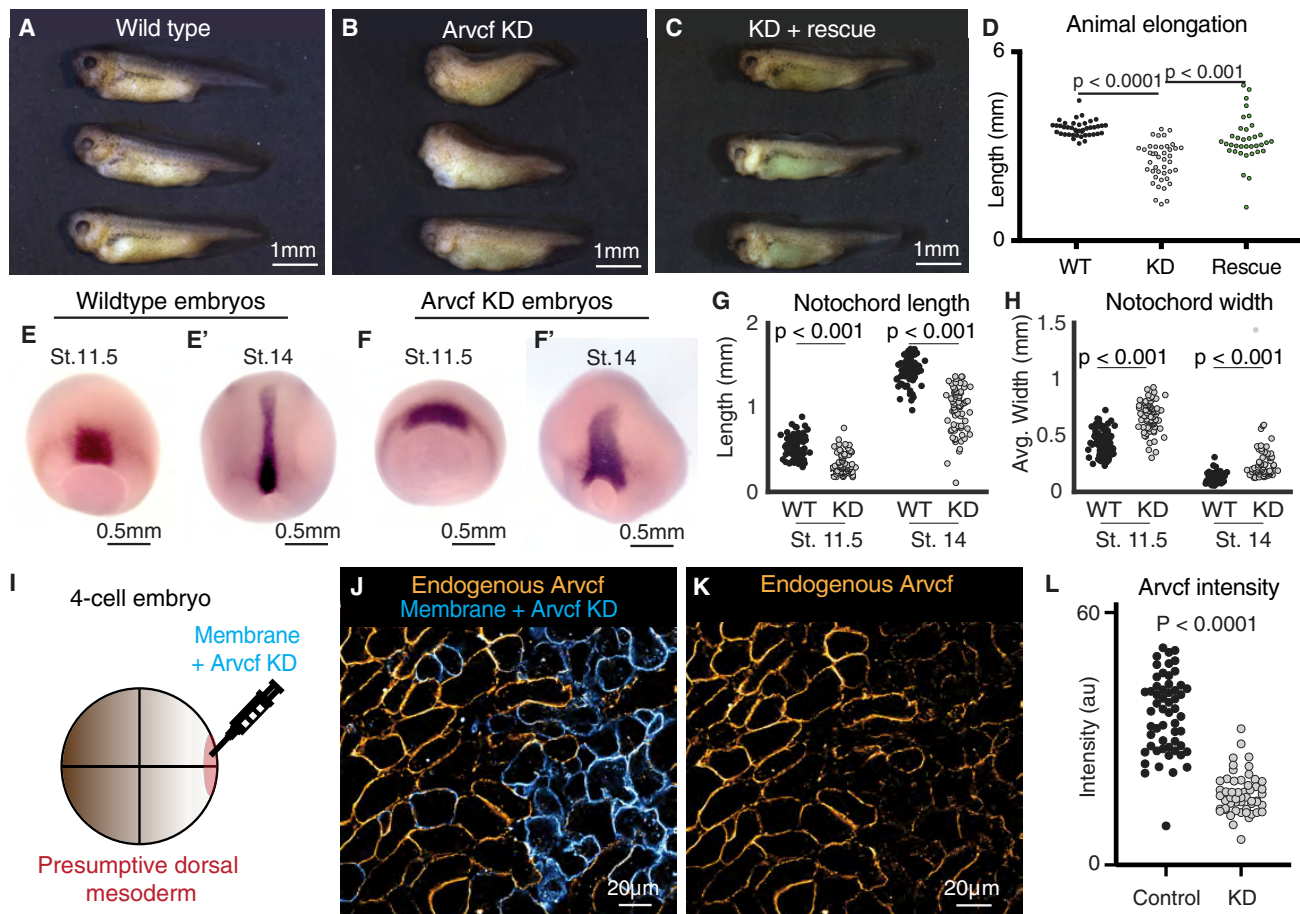 A
Wild type
1mm
B
Arvcf KD
1mm
C
KD + rescue
1mm
D
Animal elongation
6
p < 0.0001
p < 0.001
Length (mm)
0
WT
KD
Rescue
Wildtype embryos
E
St.11.5
0.5mm
E'
St.14
0.5mm
Arvcf KD embryos
F
St.11.5
0.5mm
F'
St.14
0.5mm
G
Notochord length
2
p < 0.001
p < 0.001
Length (mm)
1
0
WT
KD
WT
KD
St. 11.5
St. 14
H
Notochord width
1.5
p < 0.001
p < 0.001
Avg. Width (mm)
1
0.5
0
WT
KD
WT
KD
St. 11.5
St. 14
I
4-cell embryo
Membrane
+ Arvcf KD
Presumptive dorsal
mesoderm
J
Endogenous Arvcf
Membrane + Arvcf KD
20µm
K
Endogenous Arvcf
20µm
L
Arvcf intensity
60
P < 0.0001
Intensity (au)
0
Control
KD